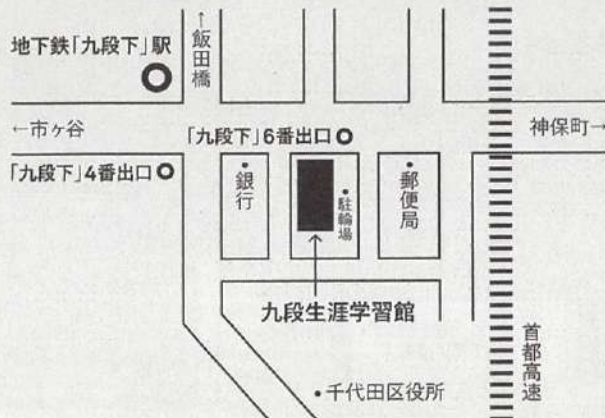 地下鉄「九段下」駅
↑飯田橋
←市ヶ谷
神保町→
「九段下」6番出口
「九段下」4番出口
・銀行
・駐輪場
・郵便局
九段生涯学習館
首都高速
・千代田区役所